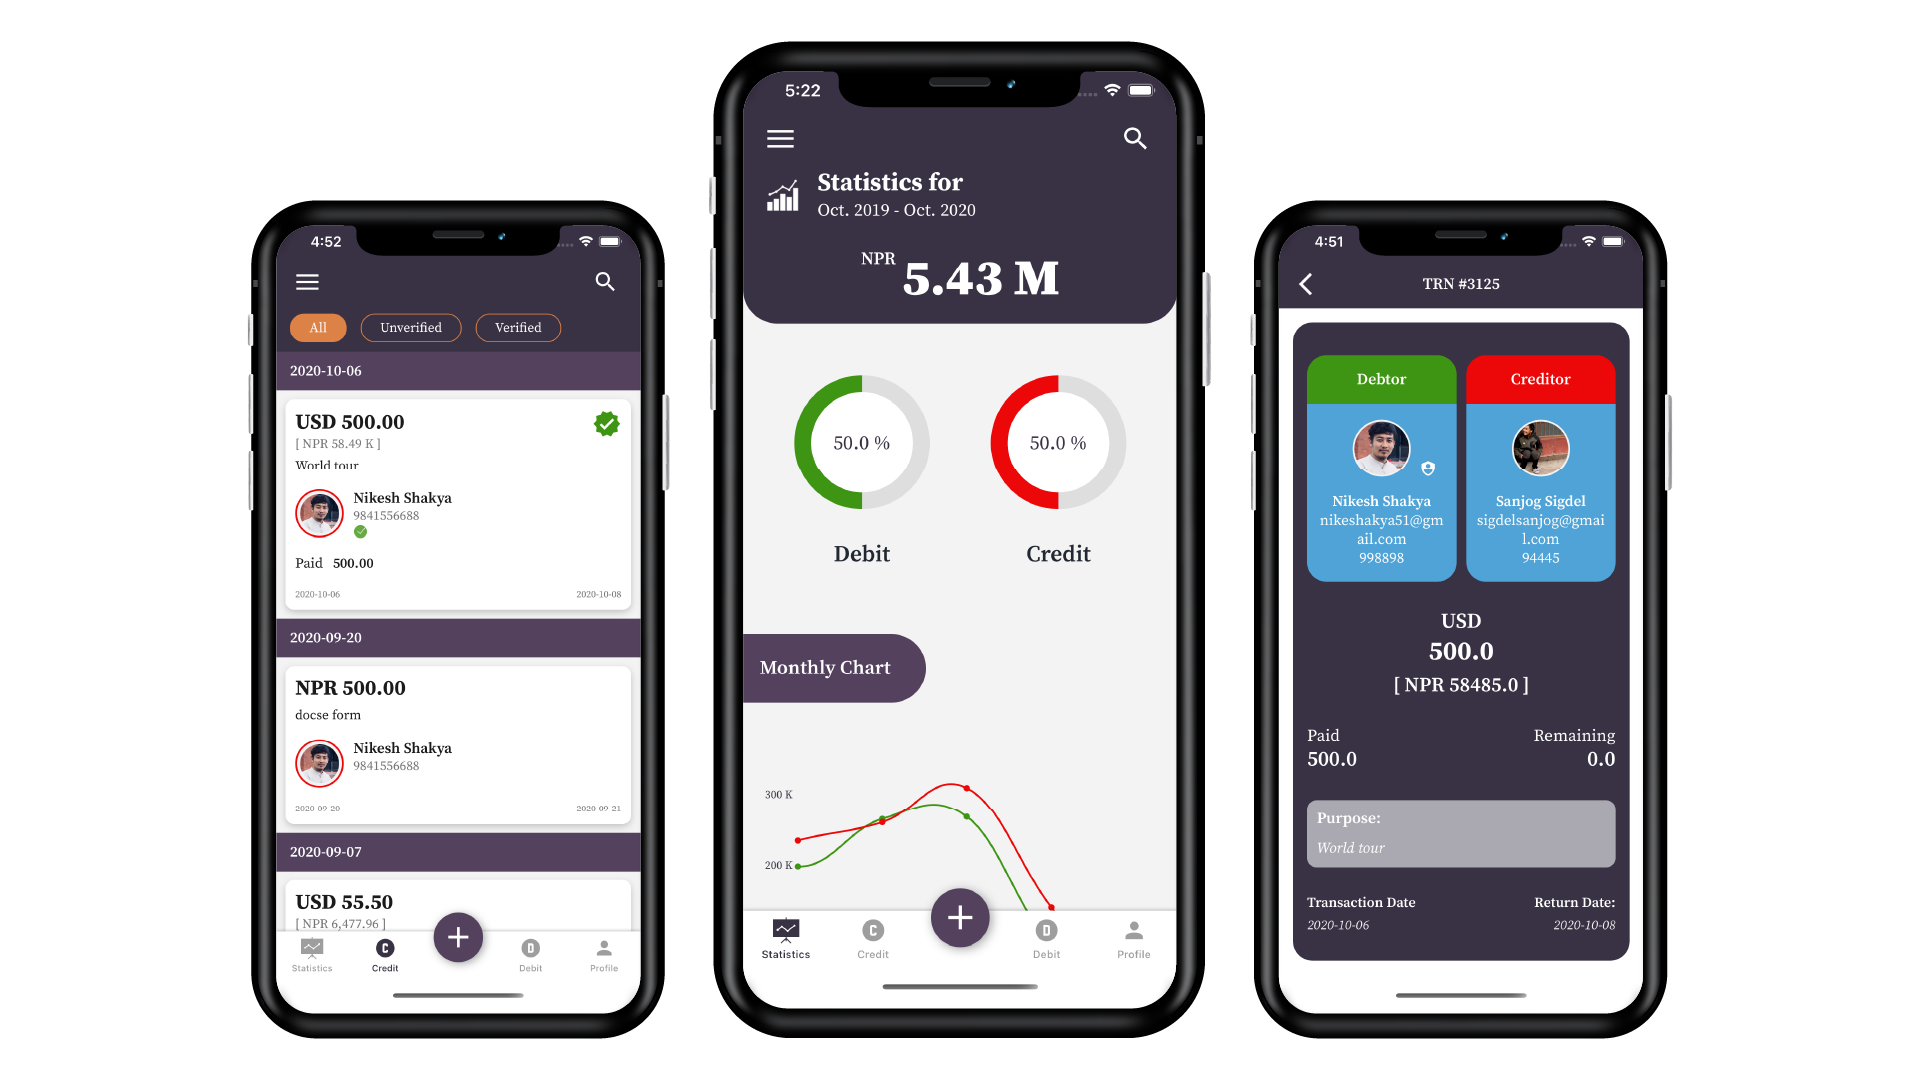 4:52
All
Unverified
Verified
2020-10-06
USD 500.00
[ NPR 58.49 K ]
World tour
Nikesh Shakya
9841556688
Paid 500.00
2020-10-06
2020-10-08
2020-09-20
NPR 500.00
docse form
Nikesh Shakya
9841556688
2020-09-20
2020-09-21
2020-09-07
USD 55.50
[ NPR 6,477.96 ]
Statistics
C
Credit
D
Debit
Profile
5:22
Statistics for
Oct. 2019 - Oct. 2020
NPR 5.43 M
50.0 %
50.0 %
Debit
Credit
Monthly Chart
300 K
200 K
Statistics
C
Credit
D
Debit
Profile
4:51
TRN #3125
Debtor
Nikesh Shakya
nikeshakya51@gm
ail.com
998898
Creditor
Sanjog Sigdel
sigdelsanjog@gmai
l.com
94445
USD
500.0
[ NPR 58485.0 ]
Paid
500.0
Remaining
0.0
Purpose:
World tour
Transaction Date
2020-10-06
Return Date:
2020-10-08